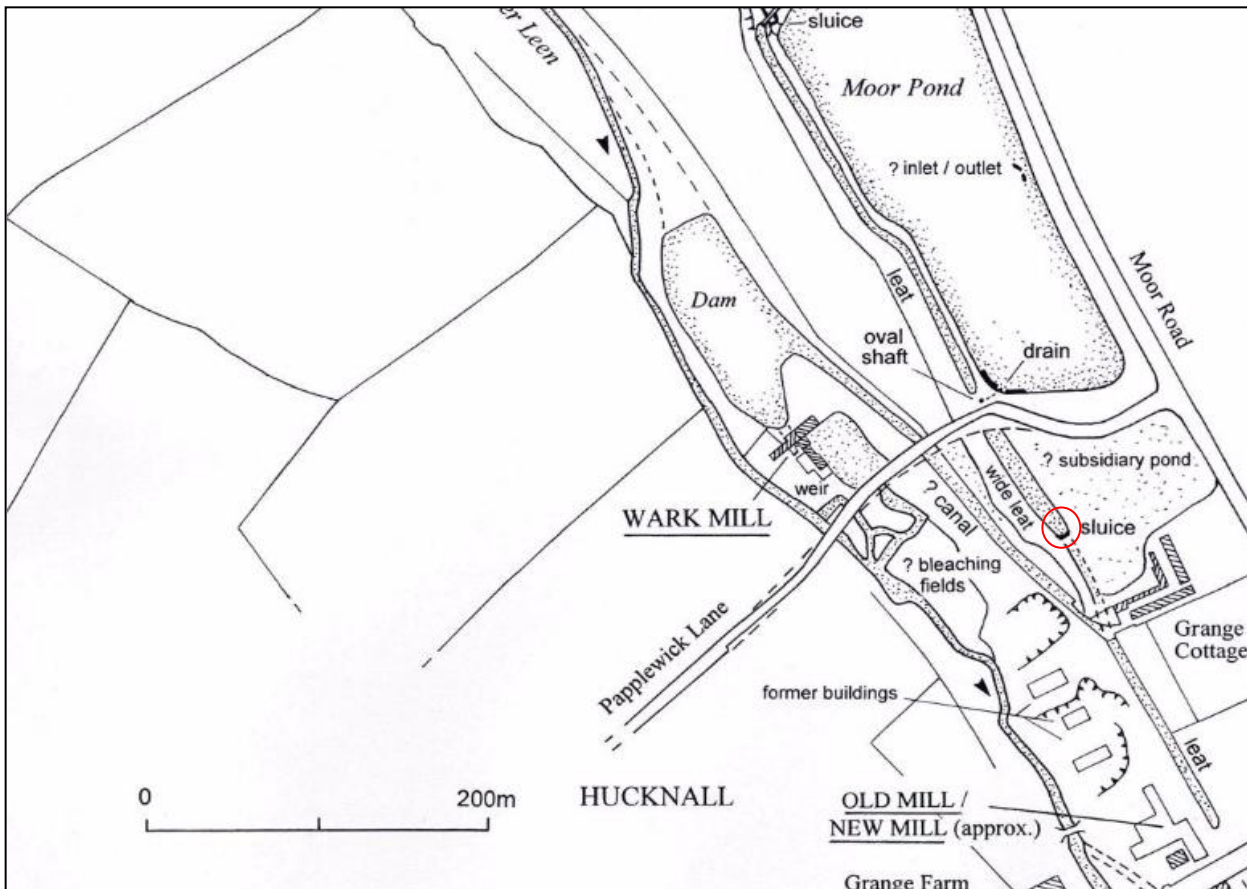 er Leen
sluice
Moor Pond
? inlet / outlet
Moor Road
leat
Dam
oval
shaft
drain
? subsidiary pond
wide leat
weir
WARK MILL
? canal
sluice
? bleaching
fields
Grange
Cottage
Papplewick Lane
former buildings
leat
0
200m
HUCKNALL
OLD MILL /
NEW MILL (approx.)
Grange Farm